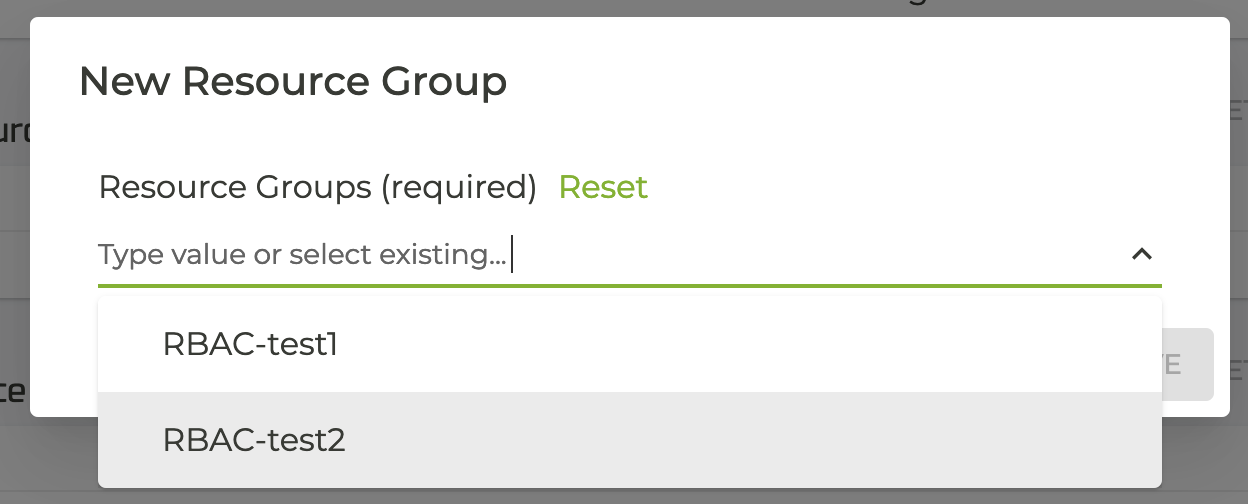 New Resource Group
Resource Groups (required) Reset
Type value or select existing...
RBAC-test1
RBAC-test2